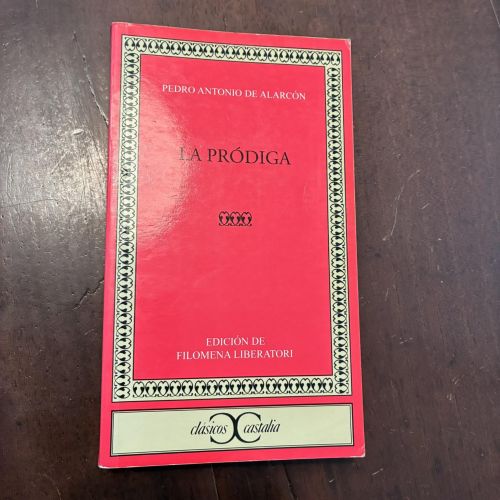 PEDRO ANTONIO DE ALARCÓN
LA PRÓDIGA
EDICIÓN DE
FILOMENA LIBERATORI
clásicos castalia